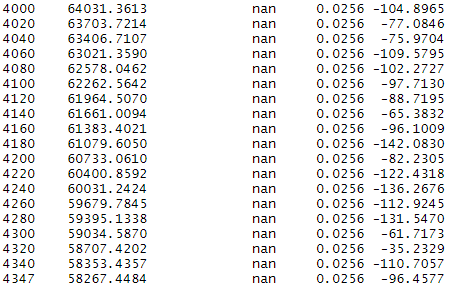 4000 64031.3613 nan 0.0256 -104.8965
4020 63703.7214 nan 0.0256 -77.0846
4040 63406.7107 nan 0.0256 -75.9704
4060 63021.3590 nan 0.0256 -109.5795
4080 62578.0462 nan 0.0256 -102.2727
4100 62262.5642 nan 0.0256 -97.7130
4120 61964.5070 nan 0.0256 -88.7195
4140 61661.0094 nan 0.0256 -65.3832
4160 61383.4021 nan 0.0256 -96.1009
4180 61079.6050 nan 0.0256 -142.0830
4200 60733.0610 nan 0.0256 -82.2305
4220 60400.8592 nan 0.0256 -122.4318
4240 60031.2424 nan 0.0256 -136.2676
4260 59679.7845 nan 0.0256 -112.9245
4280 59395.1338 nan 0.0256 -131.5470
4300 59034.5870 nan 0.0256 -61.7173
4320 58707.4202 nan 0.0256 -35.2329
4340 58353.4357 nan 0.0256 -110.7057
4347 58267.4484 nan 0.0256 -96.4577